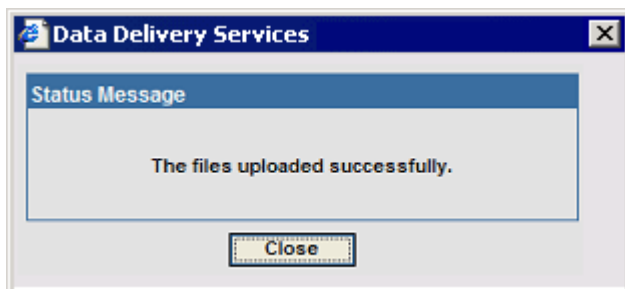 Data Delivery Services
Status Message
The files uploaded successfully.
Close